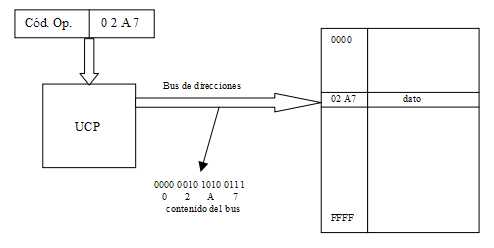 Cód. Op. 0 2 A 7
0000
Bus de direcciones
02 A7 dato
UCP
0000 0010 1010 0111
0 2 A 7
contenido del bus
FFFF